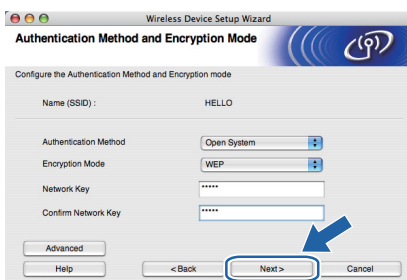 Wireless Device Setup Wizard
Authentication Method and Encryption Mode
Configure the Authentication Method and Encryption mode
Name (SSID) : HELLO
Authentication Method Open System
Encryption Mode WEP
Network Key *****
Confirm Network Key *****
Advanced
Help <Back Next > Cancel